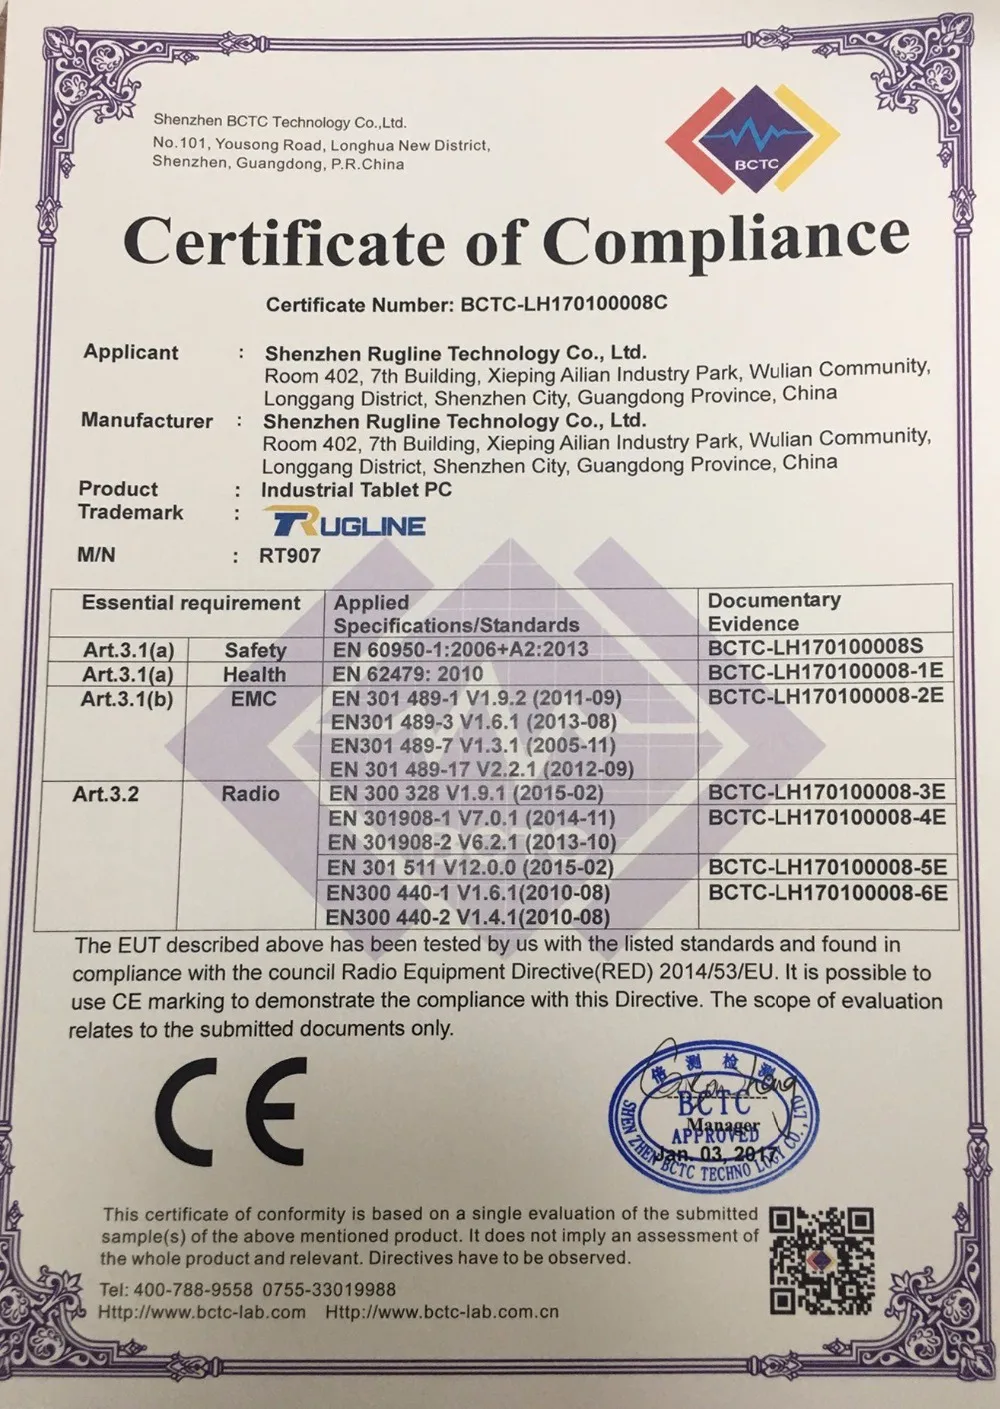 Shenzhen BCTC Technology Co.,Ltd.
No.101, Yousong Road, Longhua New District,
Shenzhen, Guangdong, P.R.China
BCTC
Certificate of Compliance
Certificate Number: BCTC-LH170100008C
Applicant : Shenzhen Rugline Technology Co., Ltd.
Room 402, 7th Building, Xieping Ailian Industry Park, Wulian Community,
Longgang District, Shenzhen City, Guangdong Province, China
Manufacturer : Shenzhen Rugline Technology Co., Ltd.
Room 402, 7th Building, Xieping Ailian Industry Park, Wulian Community,
Longgang District, Shenzhen City, Guangdong Province, China
Product : Industrial Tablet PC
Trademark : RUGLINE
M/N : RT907
Essential requirement Applied Specifications/Standards Documentary Evidence
Art.3.1(a) Safety EN 60950-1:2006+A2:2013 BCTC-LH170100008S
Art.3.1(a) Health EN 62479: 2010 BCTC-LH170100008-1E
Art.3.1(b) EMC EN 301 489-1 V1.9.2 (2011-09) BCTC-LH170100008-2E
EN301 489-3 V1.6.1 (2013-08)
EN301 489-7 V1.3.1 (2005-11)
EN 301 489-17 V2.2.1 (2012-09)
Art.3.2 Radio EN 300 328 V1.9.1 (2015-02) BCTC-LH170100008-3E
EN 301908-1 V7.0.1 (2014-11) BCTC-LH170100008-4E
EN 301908-2 V6.2.1 (2013-10)
EN 301 511 V12.0.0 (2015-02) BCTC-LH170100008-5E
EN300 440-1 V1.6.1(2010-08) BCTC-LH170100008-6E
EN300 440-2 V1.4.1(2010-08)
The EUT described above has been tested by us with the listed standards and found in
compliance with the council Radio Equipment Directive(RED) 2014/53/EU. It is possible to
use CE marking to demonstrate the compliance with this Directive. The scope of evaluation
relates to the submitted documents only.
CE
倍测检测
BCTC
Manager
APPROVED
Jan. 03, 2017
SHEN ZHEN BCTC TECHNOLOGY CO.,LTD
This certificate of conformity is based on a single evaluation of the submitted
sample(s) of the above mentioned product. It does not imply an assessment of
the whole product and relevant. Directives have to be observed.
Tel: 400-788-9558 0755-33019988
Http://www.bctc-lab.com Http://www.bctc-lab.com.cn